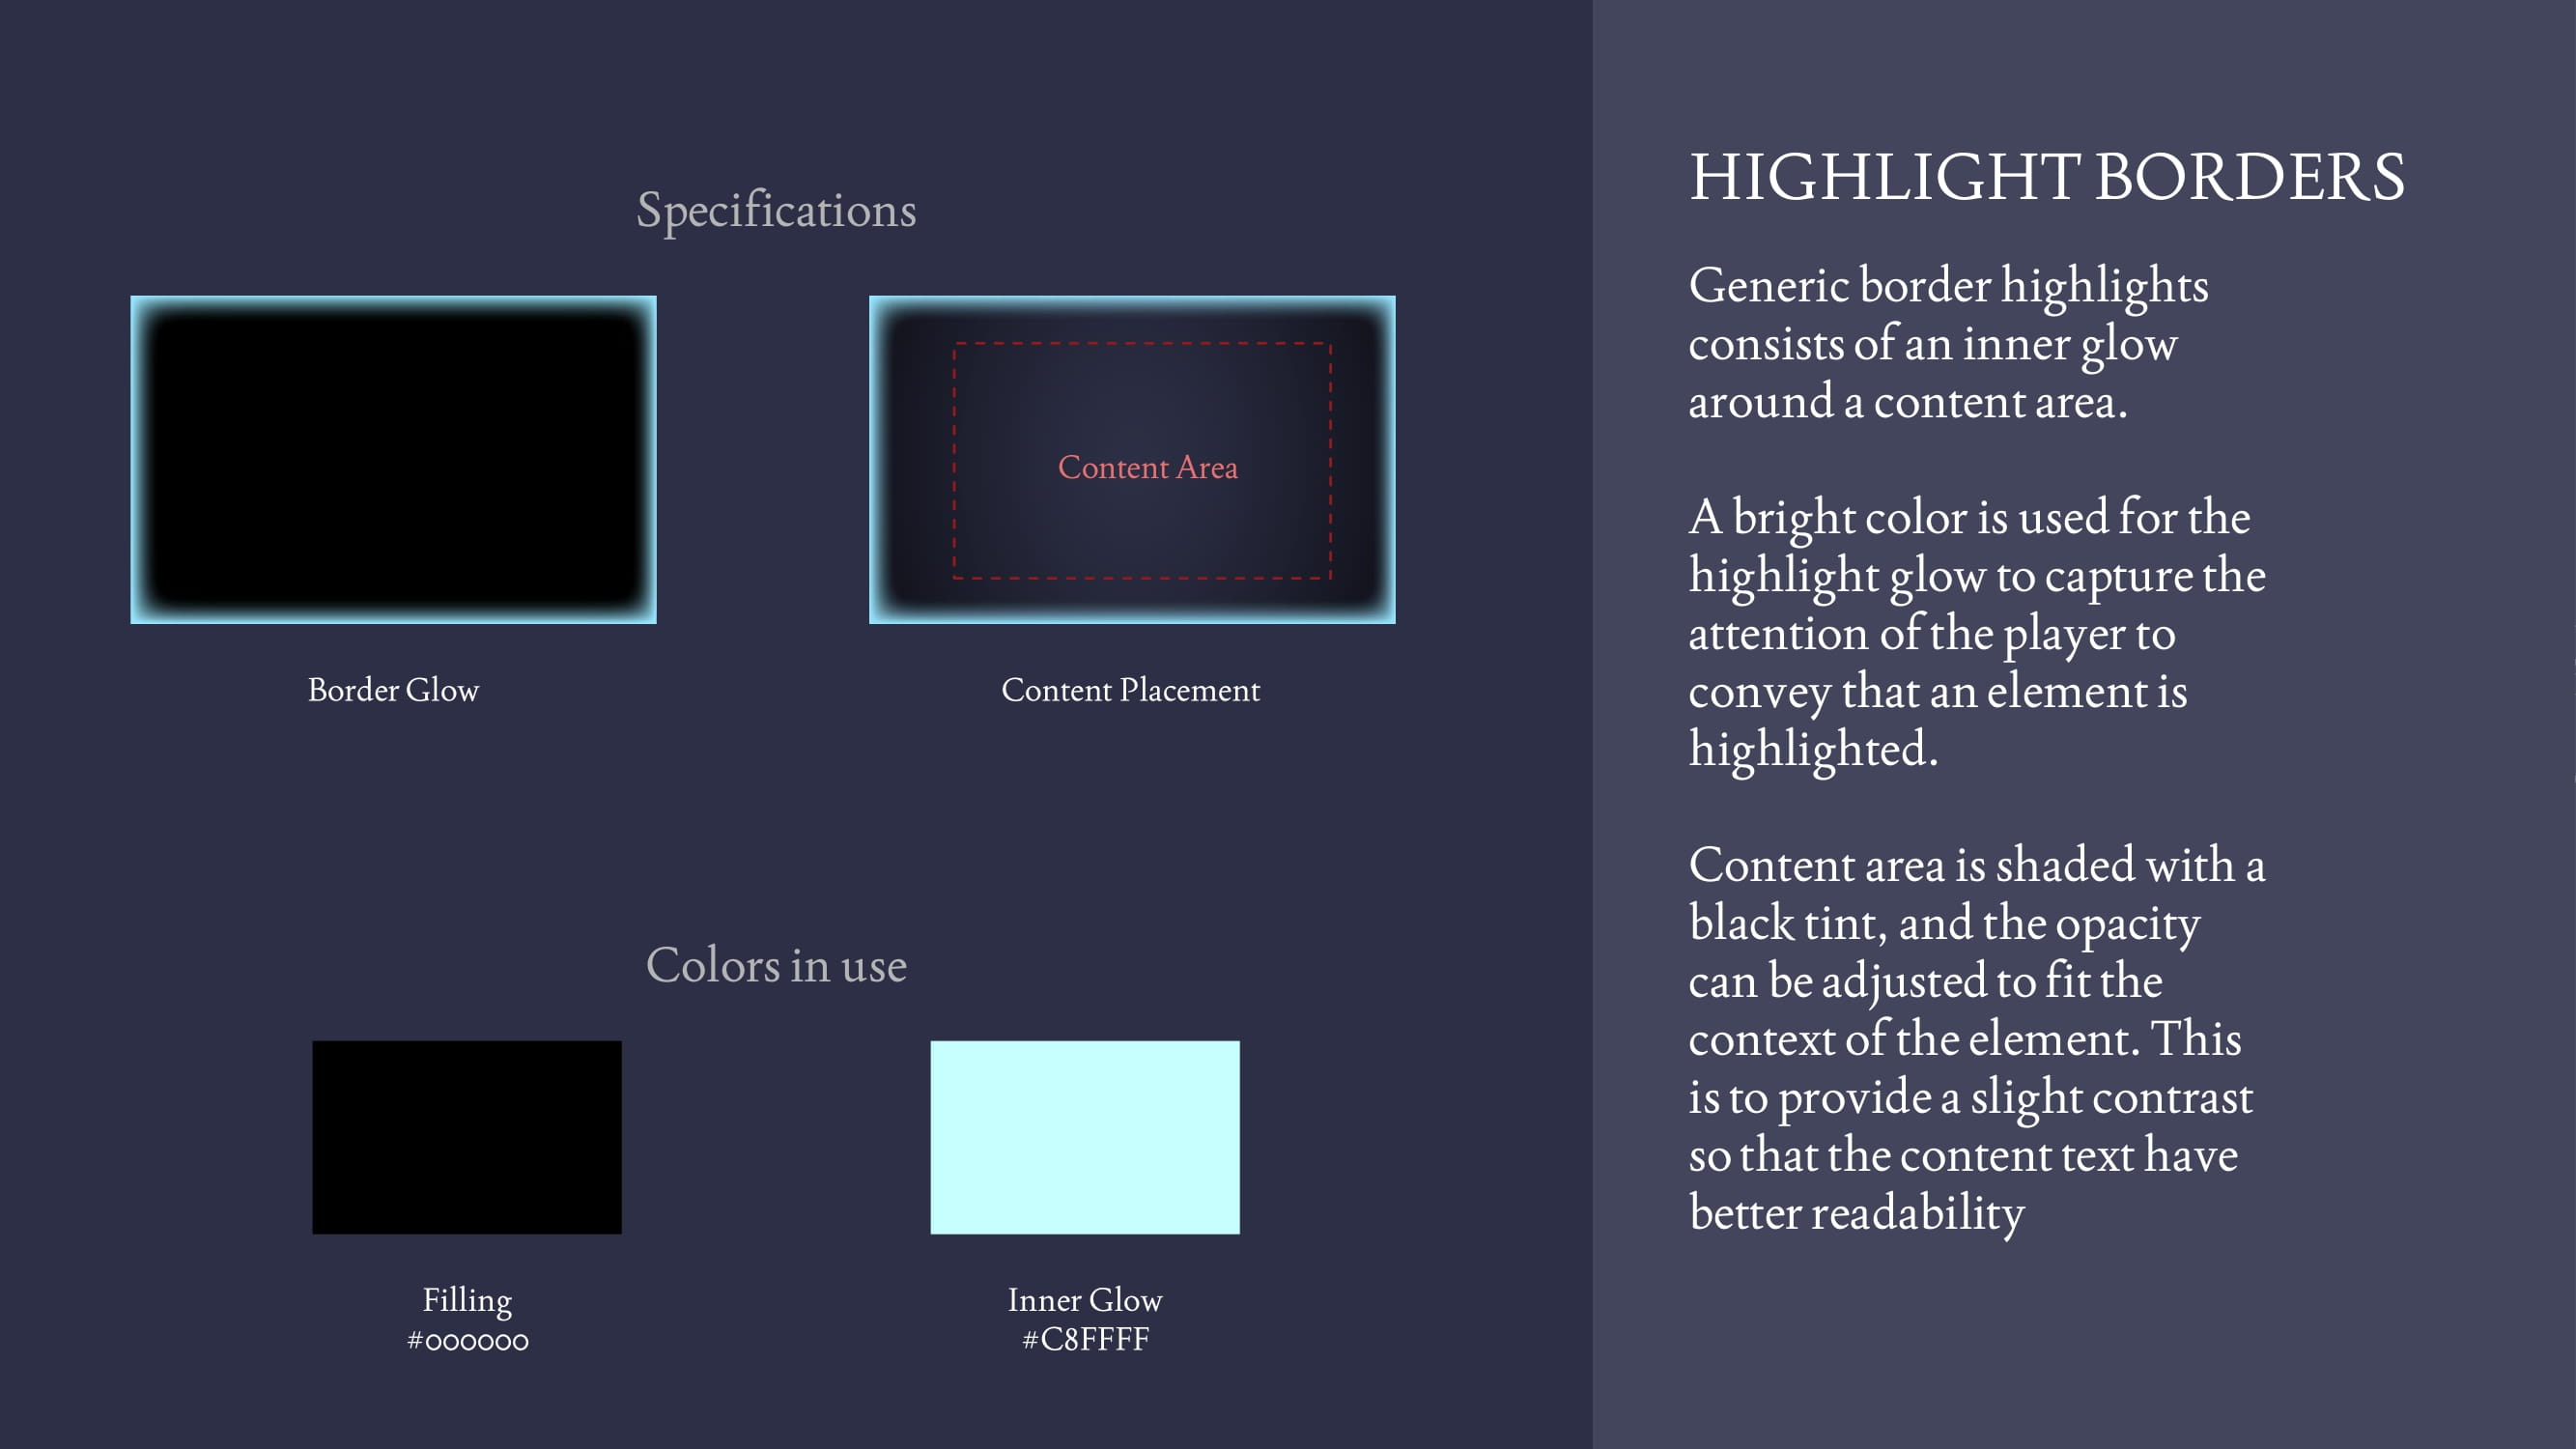 Specifications
Content Area
Border Glow
Content Placement
Colors in use
Filling
#000000
Inner Glow
#C8FFFF
HIGHLIGHT BORDERS
Generic border highlights
consists of an inner glow
around a content area.
A bright color is used for the
highlight glow to capture the
attention of the player to
convey that an element is
highlighted.
Content area is shaded with a
black tint, and the opacity
can be adjusted to fit the
context of the element. This
is to provide a slight contrast
so that the content text have
better readability